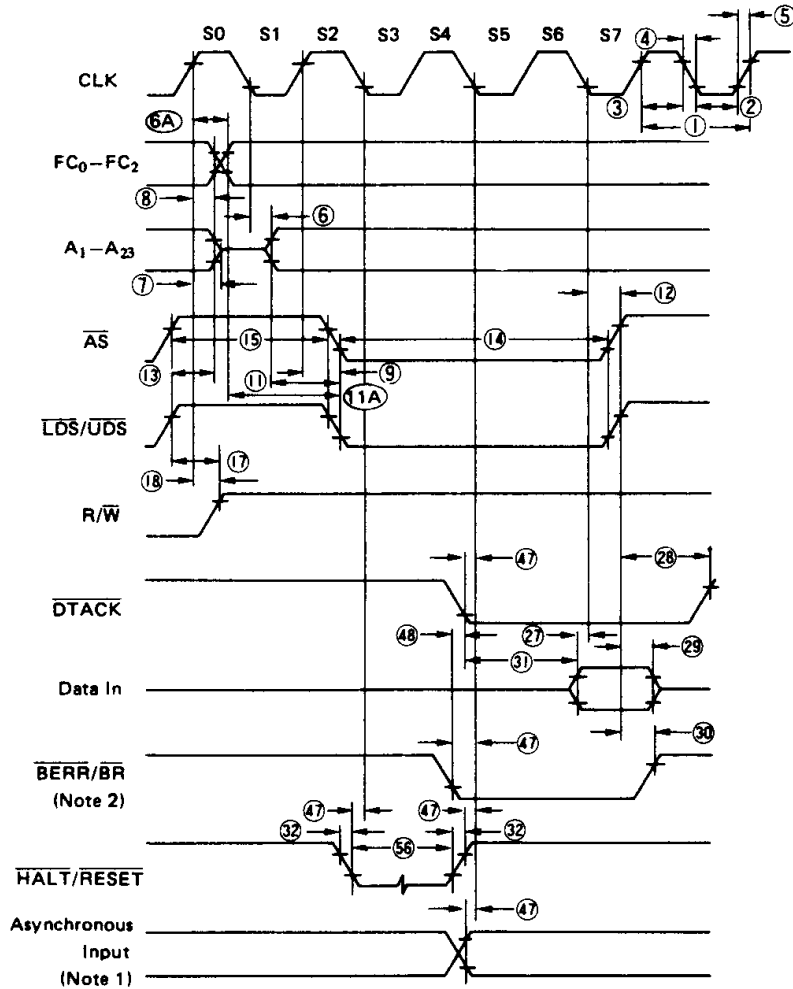 S0 S1 S2 S3 S4 S5 S6 S7
④ ⑤
CLK
③ ②
①
6A
FC₀–FC₂
⑧
⑥
A₁–A₂₃
⑦
⑫
AS
⑮ ⑭
⑬ ⑪ ⑨
11A
LDS/UDS
⑰
⑱
R/W
㊼ ㉘
DTACK
㊽ ㉗ ㉙
㉛
Data In
㊼ ㉚
BERR/BR
(Note 2)
㊼ ㊼
㉜ 56 ㉜
HALT/RESET
㊼
Asynchronous
Input
(Note 1)